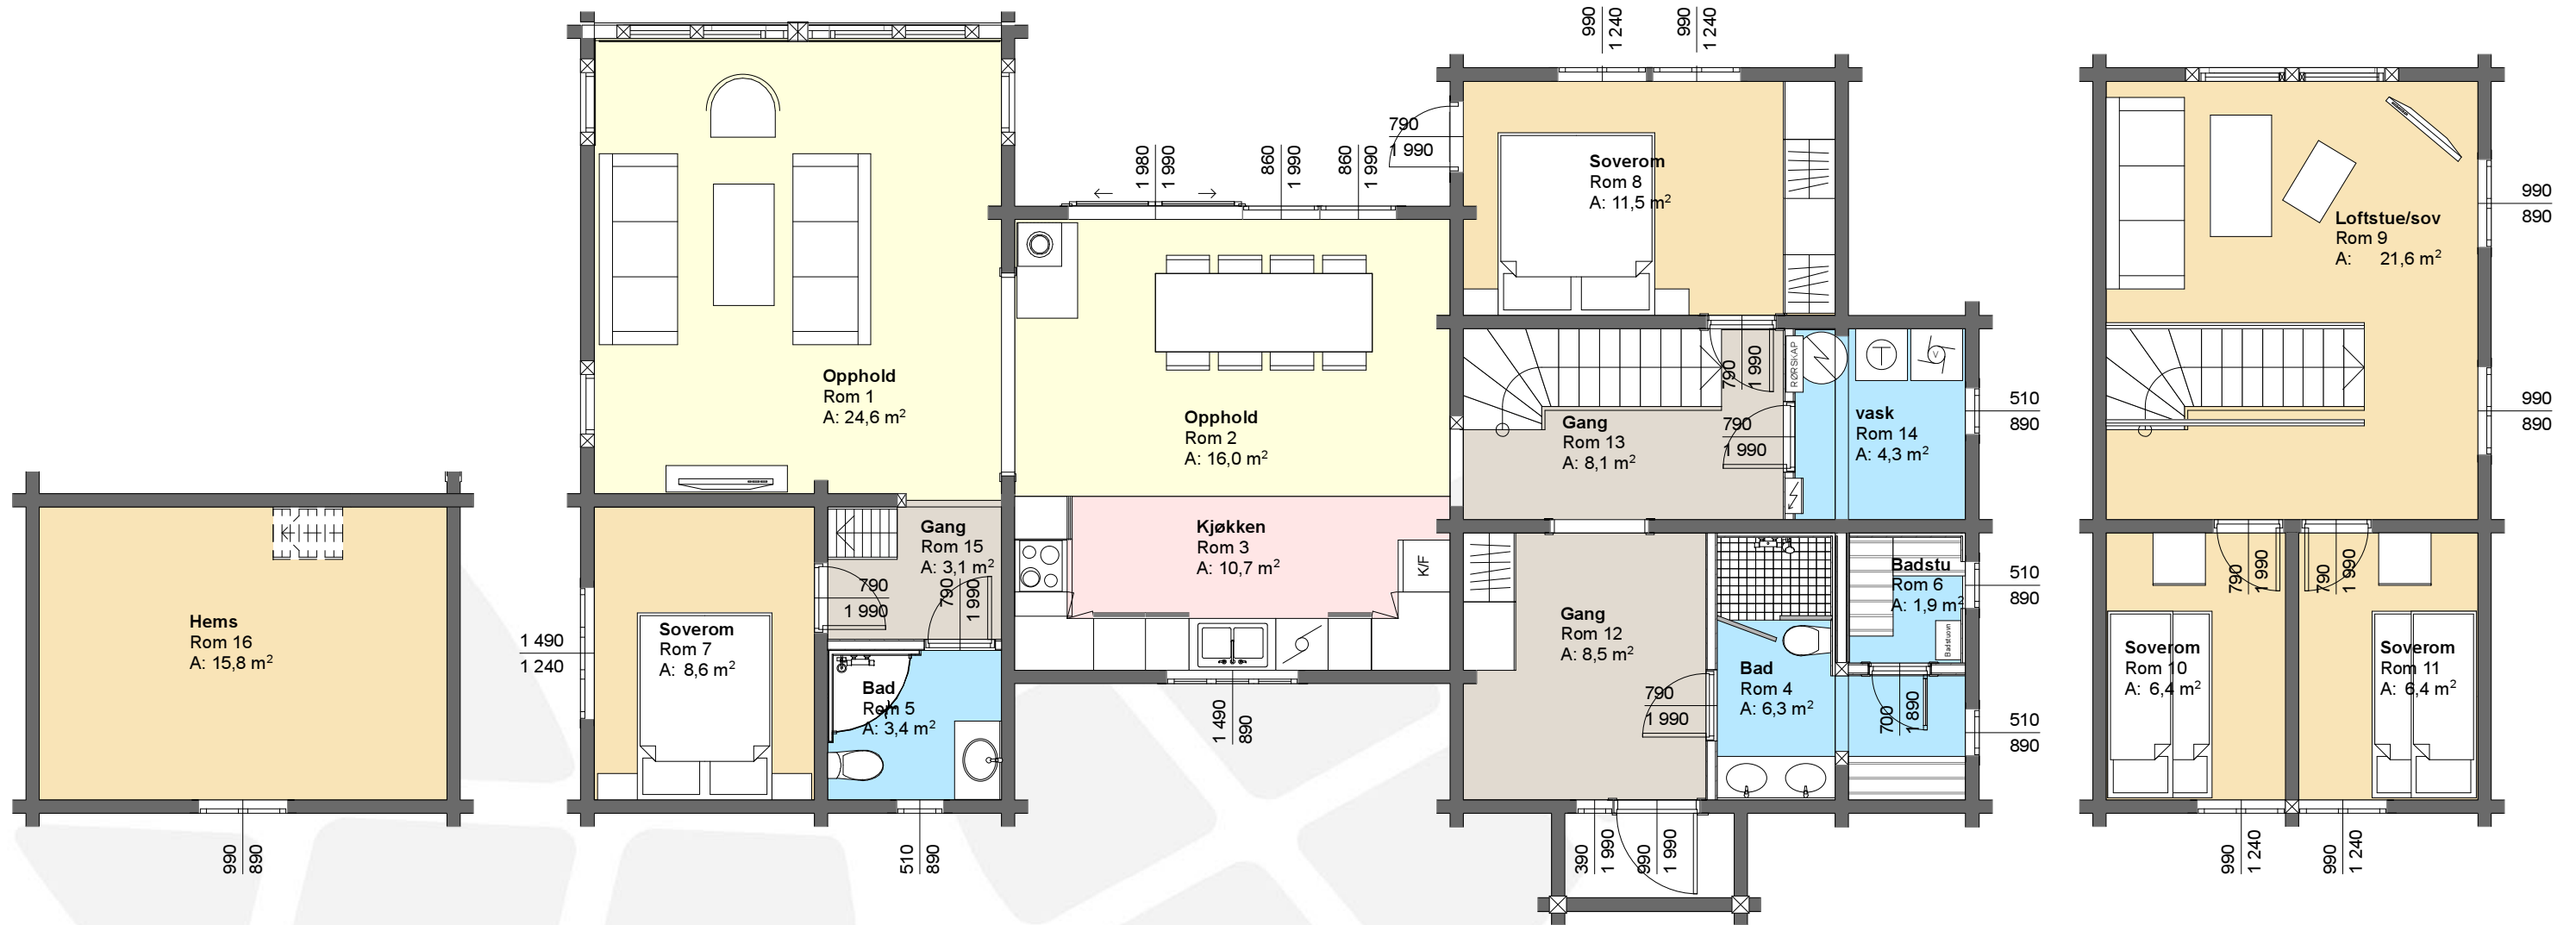 Hems
Rom 16
A: 15,8 m²
990
890
Opphold
Rom 1
A: 24,6 m²
Soverom
Rom 7
A: 8,6 m²
1 490
1 240
Gang
Rom 15
A: 3,1 m²
790
1 990
790
1 990
Bad
Rom 5
A: 3,4 m²
510
890
1 980
1 990
860
1 990
860
1 990
Opphold
Rom 2
A: 16,0 m²
Kjøkken
Rom 3
A: 10,7 m²
K/F
1 490
890
990
1 240
990
1 240
790
1 990
Soverom
Rom 8
A: 11,5 m²
790
1 990
RØRSKAP
Gang
Rom 13
A: 8,1 m²
790
1 990
vask
Rom 14
A: 4,3 m²
510
890
Gang
Rom 12
A: 8,5 m²
790
1 990
Bad
Rom 4
A: 6,3 m²
Badstu
Rom 6
A: 1,9 m²
Badstuovn
510
890
700
1 890
510
890
390
1 990
990
1 990
Loftstue/sov
Rom 9
A: 21,6 m²
990
890
990
890
790
1 990
790
1 990
Soverom
Rom 10
A: 6,4 m²
Soverom
Rom 11
A: 6,4 m²
990
1 240
990
1 240